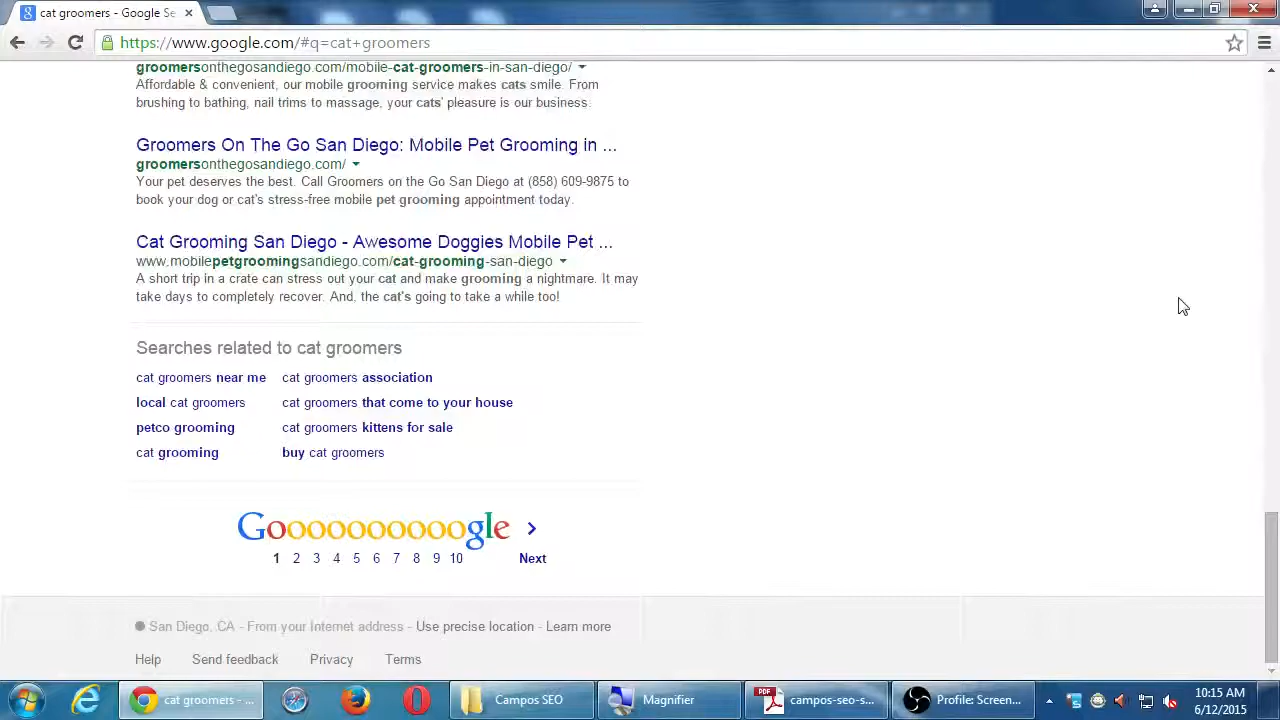 cat groomers - Google Se
https://www.google.com/#q=cat+groomers
groomersonthegosandiego.com/mobile-cat-groomers-in-san-diego/
Affordable & convenient, our mobile grooming service makes cats smile. From
brushing to bathing, nail trims to massage, your cats' pleasure is our business.
Groomers On The Go San Diego: Mobile Pet Grooming in ...
groomersonthegosandiego.com/
Your pet deserves the best. Call Groomers on the Go San Diego at (858) 609-9875 to
book your dog or cat's stress-free mobile pet grooming appointment today.
Cat Grooming San Diego - Awesome Doggies Mobile Pet ...
www.mobilepetgroomingsandiego.com/cat-grooming-san-diego
A short trip in a crate can stress out your cat and make grooming a nightmare. It may
take days to completely recover. And, the cat's going to take a while too!
Searches related to cat groomers
cat groomers near me cat groomers association
local cat groomers cat groomers that come to your house
petco grooming cat groomers kittens for sale
cat grooming buy cat groomers
Goooooooooogle >
1 2 3 4 5 6 7 8 9 10 Next
San Diego, CA - From your Internet address - Use precise location - Learn more
Help Send feedback Privacy Terms
cat groomers - ... Campos SEO Magnifier campos-seo-s... Profile: Screen... 10:15 AM
6/12/2015